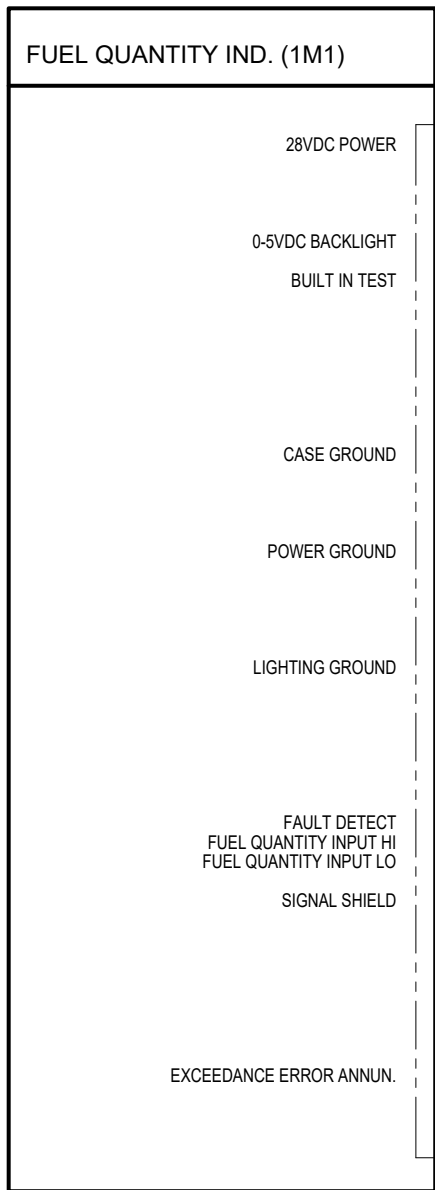 FUEL QUANTITY IND. (1M1)
28VDC POWER
0-5VDC BACKLIGHT
BUILT IN TEST
CASE GROUND
POWER GROUND
LIGHTING GROUND
FAULT DETECT
FUEL QUANTITY INPUT HI
FUEL QUANTITY INPUT LO
SIGNAL SHIELD
EXCEEDANCE ERROR ANNUN.